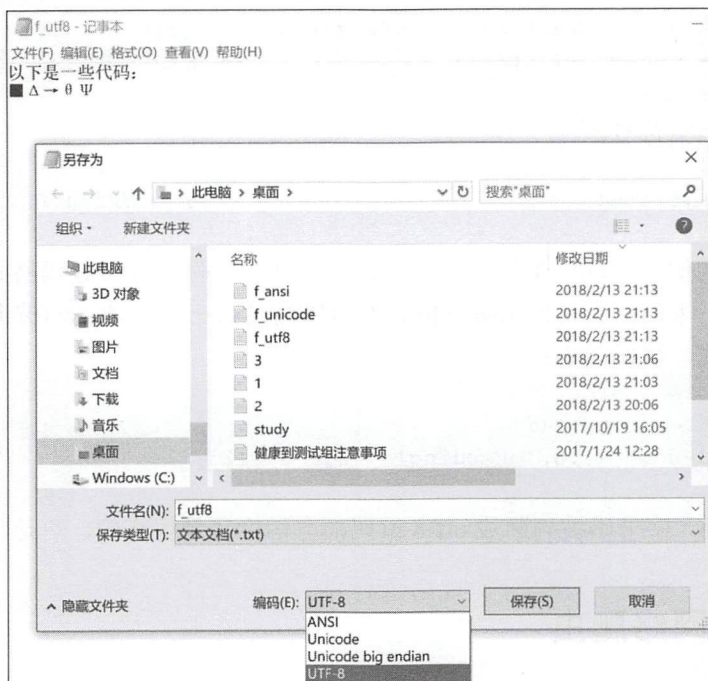 f_utf8 - 记事本
文件(F) 编辑(E) 格式(O) 查看(V) 帮助(H)
以下是一些代码：
■ Δ → θ Ψ
另存为
此电脑 > 桌面 >
搜索"桌面"
组织
新建文件夹
此电脑
3D 对象
视频
图片
文档
下载
音乐
桌面
Windows (C:)
名称 修改日期
f_ansi 2018/2/13 21:13
f_unicode 2018/2/13 21:13
f_utf8 2018/2/13 21:13
3 2018/2/13 21:06
1 2018/2/13 21:03
2 2018/2/13 20:06
study 2017/10/19 16:05
健康到测试组注意事项 2017/1/24 12:28
文件名(N): f_utf8
保存类型(T): 文本文档(*.txt)
隐藏文件夹
编码(E): UTF-8
保存(S)
取消
ANSI
Unicode
Unicode big endian
UTF-8